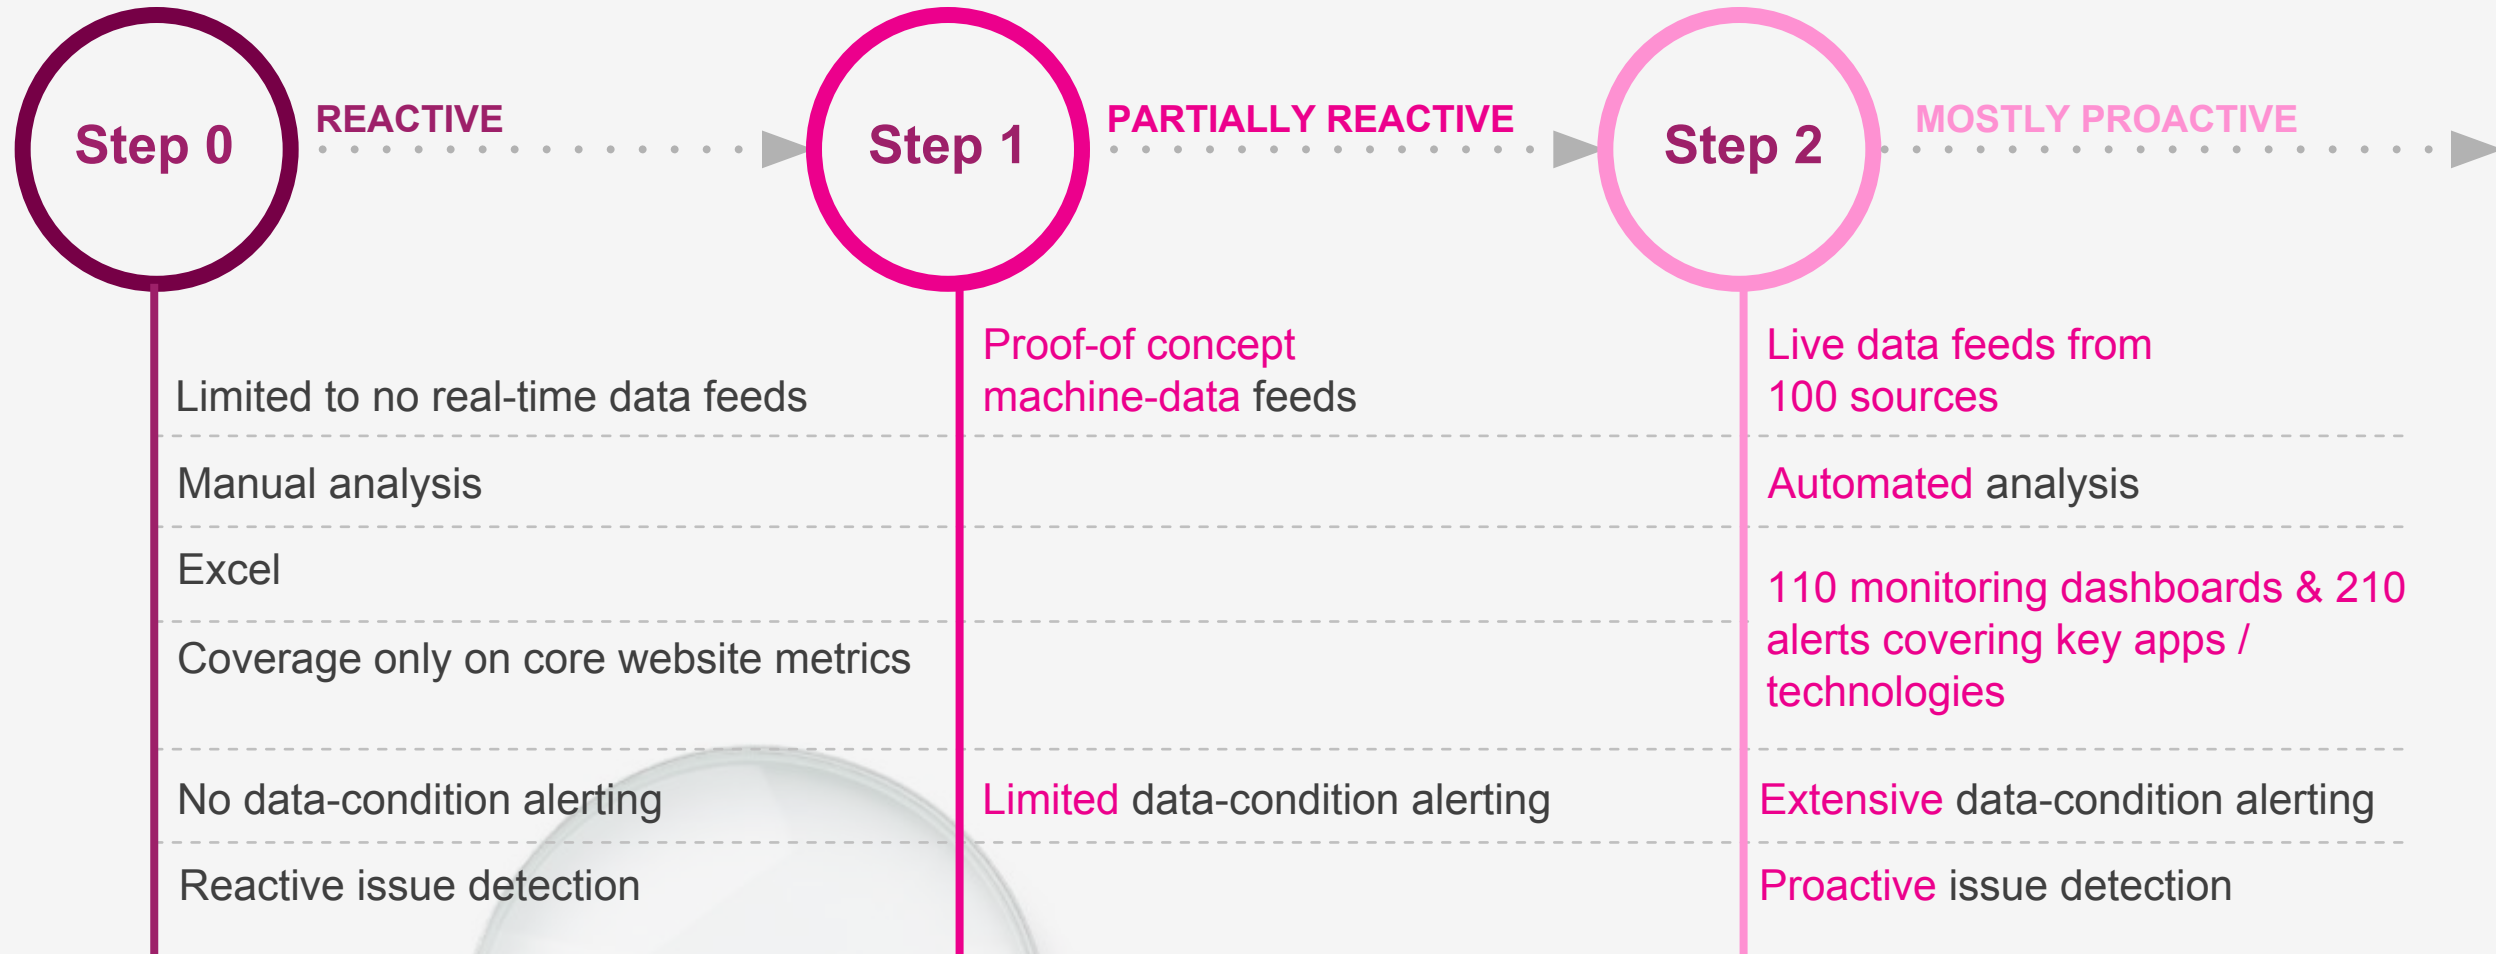 Step 0
REACTIVE
Step 1
PARTIALLY REACTIVE
Step 2
MOSTLY PROACTIVE
Limited to no real-time data feeds
Proof-of concept
machine-data feeds
Live data feeds from
100 sources
Manual analysis
Automated analysis
Excel
Coverage only on core website metrics
110 monitoring dashboards & 210
alerts covering key apps /
technologies
No data-condition alerting
Limited data-condition alerting
Extensive data-condition alerting
Reactive issue detection
Proactive issue detection